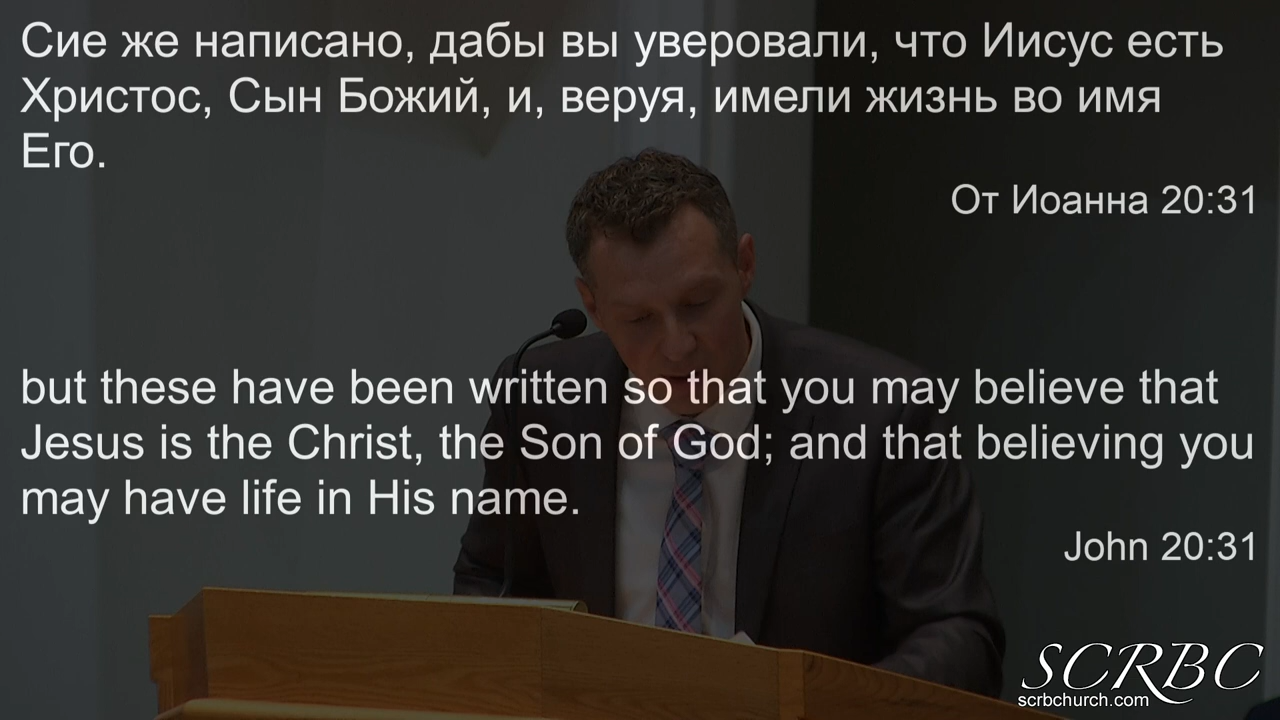 Сие же написано, дабы вы уверовали, что Иисус есть
Христос, Сын Божий, и, веруя, имели жизнь во имя
Его.
От Иоанна 20:31
but these have been written so that you may believe that
Jesus is the Christ, the Son of God; and that believing you
may have life in His name.
John 20:31
SCRBC
scrbchurch.com